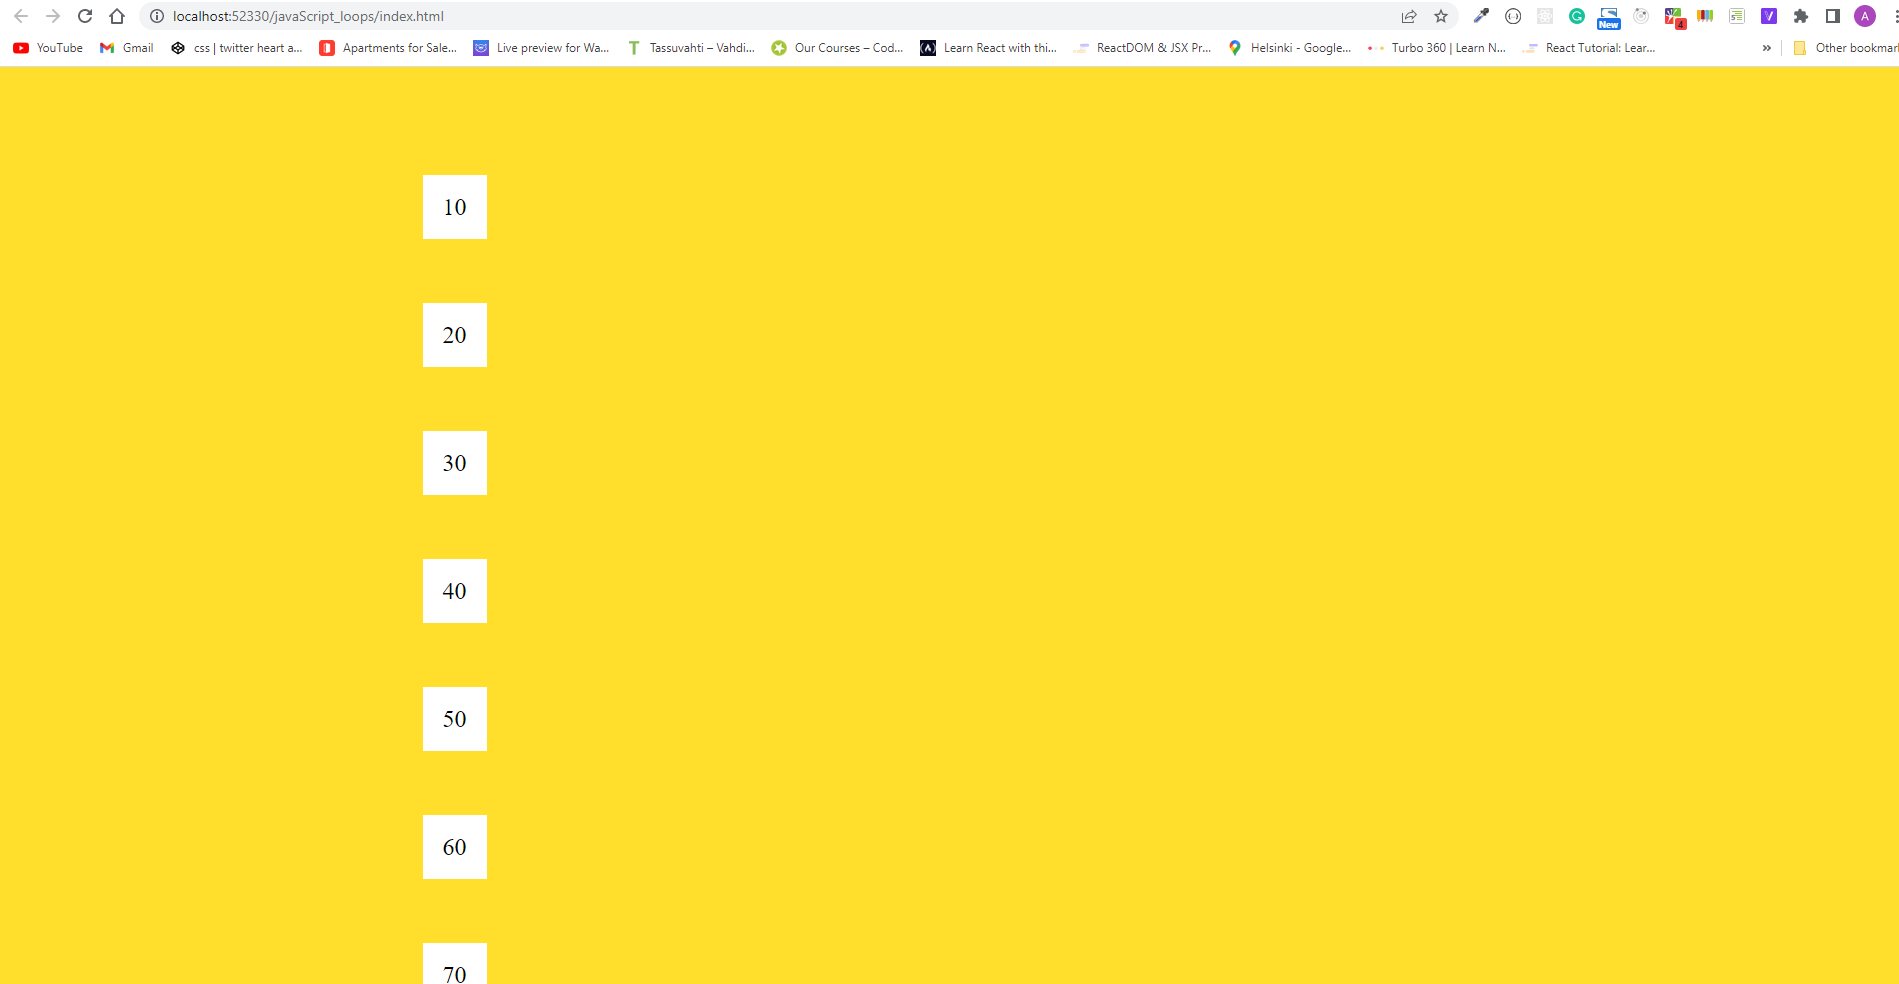 localhost:52330/javaScript_loops/index.html
New
4
A
YouTube
Gmail
css | twitter heart a...
Apartments for Sale...
Live preview for Wa...
Tassuvahti – Vahdi...
Our Courses – Cod...
Learn React with thi...
ReactDOM & JSX Pr...
Helsinki - Google...
Turbo 360 | Learn N...
React Tutorial: Lear...
»
Other bookmar
10
20
30
40
50
60
70